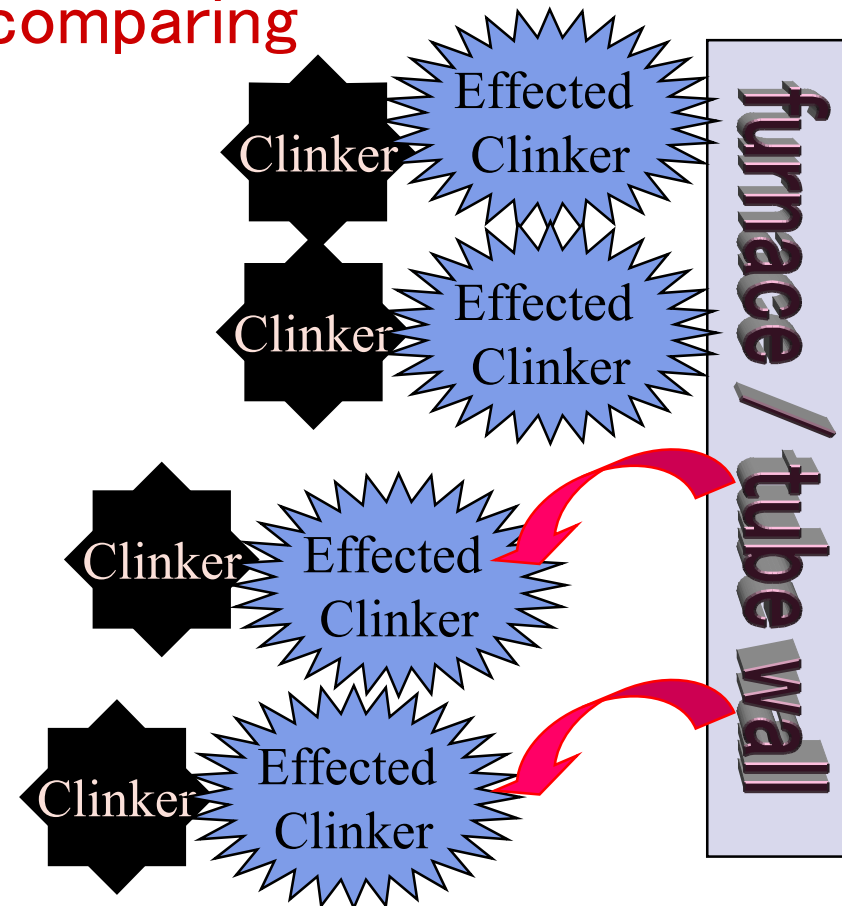 comparing
Effected
Clinker
Clinker
Effected
Clinker
Clinker
Effected
Clinker
Clinker
Effected
Clinker
Clinker
furnace / tube wall